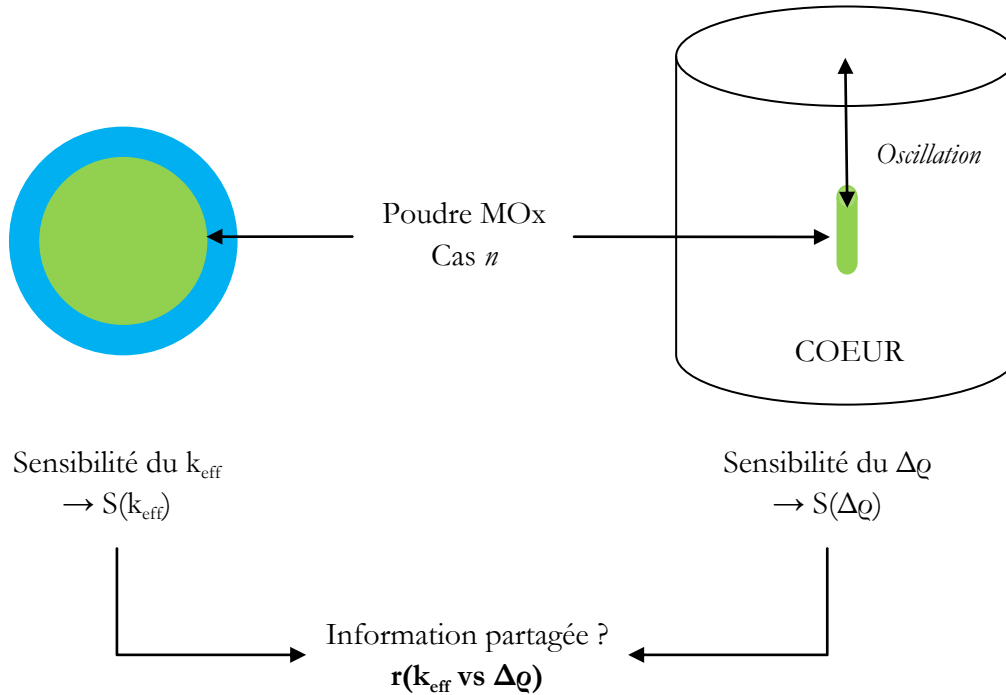 Oscillation
Poudre MOx
Cas n
COEUR
Sensibilité du keff
→ S(keff)
Sensibilité du Δϱ
→ S(Δϱ)
Information partagée ?
r(keff vs Δϱ)